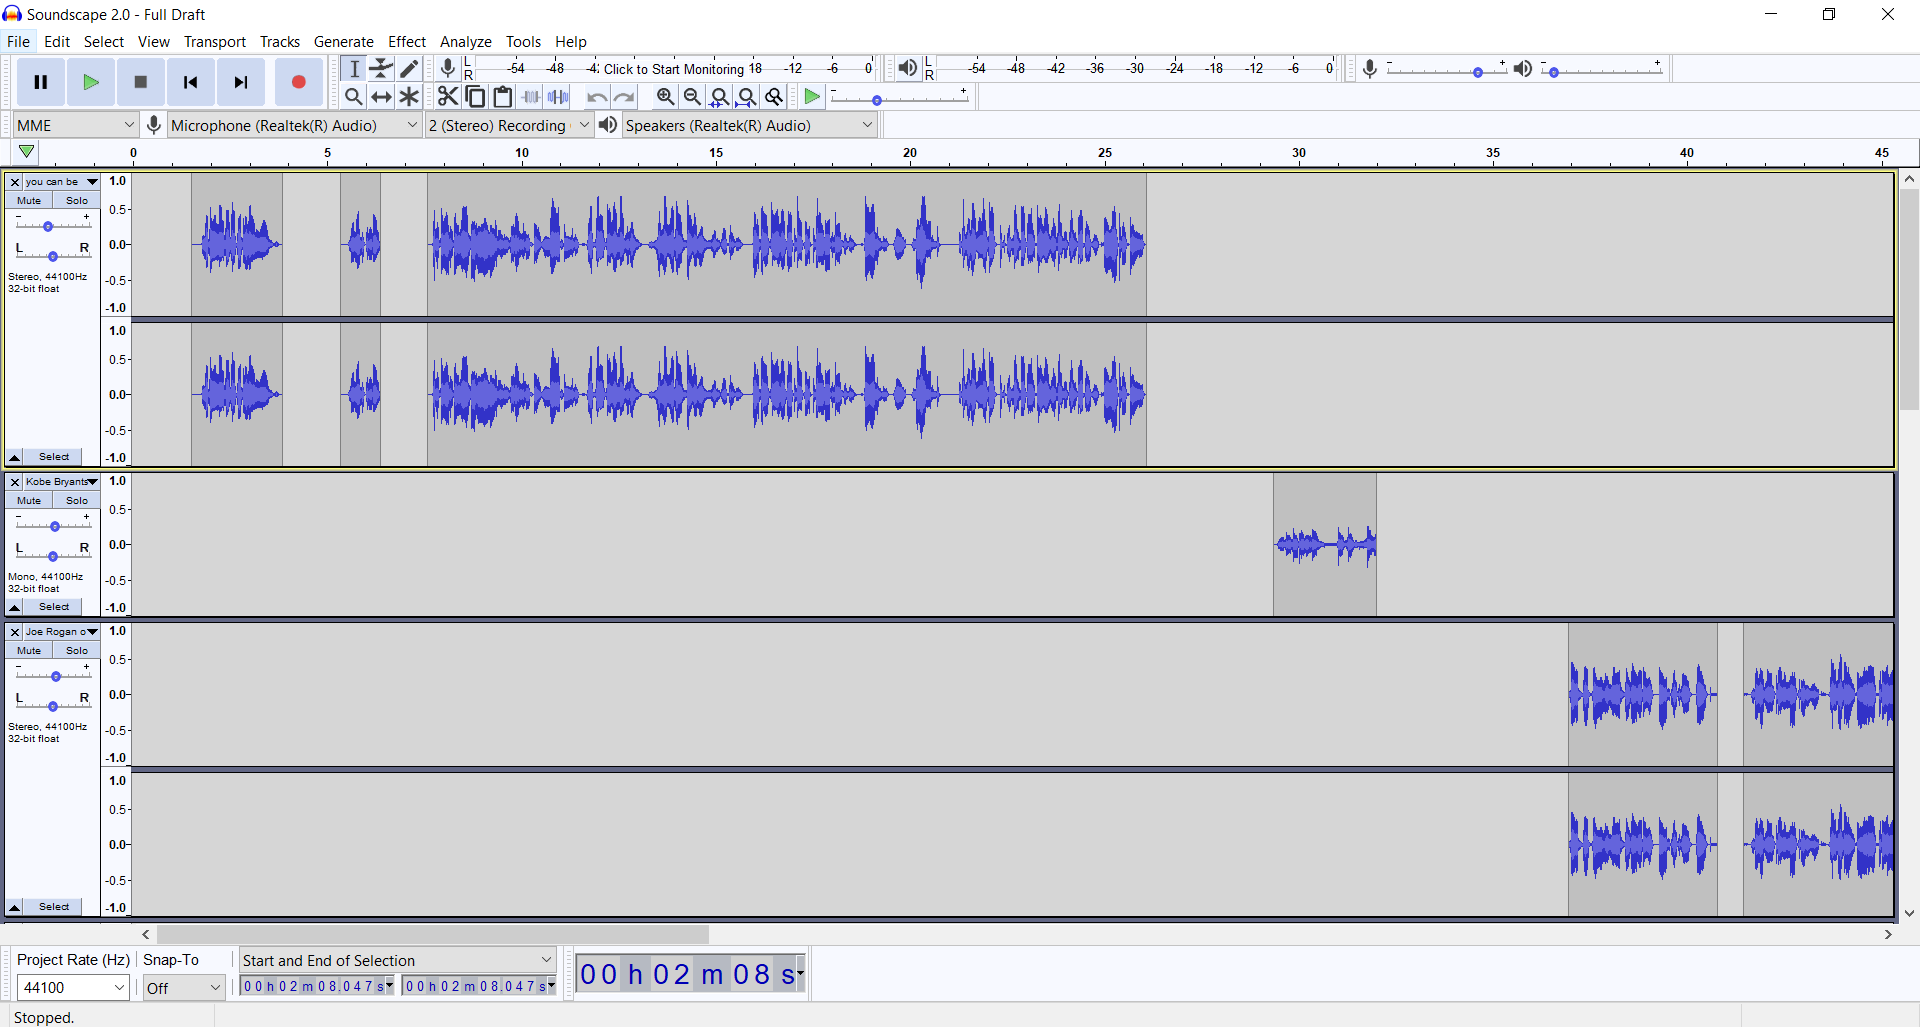 Soundscape 2.0 - Full Draft
File Edit Select View Transport Tracks Generate Effect Analyze Tools Help
L R -54 -48 -4 Click to Start Monitoring 18 -12 -6 0 L R -54 -48 -42 -36 -30 -24 -18 -12 -6 0 - + - +
- +
MME Microphone (Realtek(R) Audio) 2 (Stereo) Recording Speakers (Realtek(R) Audio)
0 5 10 15 20 25 30 35 40 45
you can be
Mute Solo
- +
L R
Stereo, 44100Hz
32-bit float
Select
1.0
0.5
0.0
-0.5
-1.0
1.0
0.5
0.0
-0.5
-1.0
Kobe Bryants
Mute Solo
- +
L R
Mono, 44100Hz
32-bit float
Select
1.0
0.5
0.0
-0.5
-1.0
Joe Rogan o
Mute Solo
- +
L R
Stereo, 44100Hz
32-bit float
Select
1.0
0.5
0.0
-0.5
-1.0
1.0
0.5
0.0
-0.5
-1.0
Project Rate (Hz) Snap-To Start and End of Selection
44100 Off 00 h 02 m 08.047 s 00 h 02 m 08.047 s
00 h 02 m 08 s
Stopped.